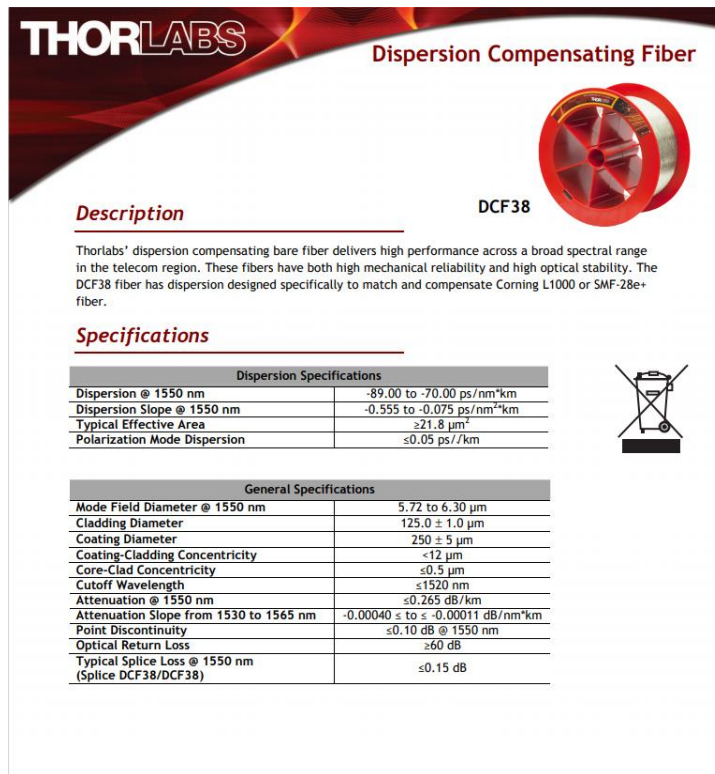 THORLABS
Dispersion Compensating Fiber
THORLABS
DCF38
Description
Thorlabs’ dispersion compensating bare fiber delivers high performance across a broad spectral range
in the telecom region. These fibers have both high mechanical reliability and high optical stability. The
DCF38 fiber has dispersion designed specifically to match and compensate Corning L1000 or SMF-28e+
fiber.
Specifications
Dispersion Specifications
Dispersion @ 1550 nm -89.00 to -70.00 ps/nm*km
Dispersion Slope @ 1550 nm -0.555 to -0.075 ps/nm²*km
Typical Effective Area ≥21.8 µm²
Polarization Mode Dispersion ≤0.05 ps/√km
General Specifications
Mode Field Diameter @ 1550 nm 5.72 to 6.30 µm
Cladding Diameter 125.0 ± 1.0 µm
Coating Diameter 250 ± 5 µm
Coating-Cladding Concentricity <12 µm
Core-Clad Concentricity ≤0.5 µm
Cutoff Wavelength ≤1520 nm
Attenuation @ 1550 nm ≤0.265 dB/km
Attenuation Slope from 1530 to 1565 nm -0.00040 ≤ to ≤ -0.00011 dB/nm*km
Point Discontinuity ≤0.10 dB @ 1550 nm
Optical Return Loss ≥60 dB
Typical Splice Loss @ 1550 nm
(Splice DCF38/DCF38) ≤0.15 dB